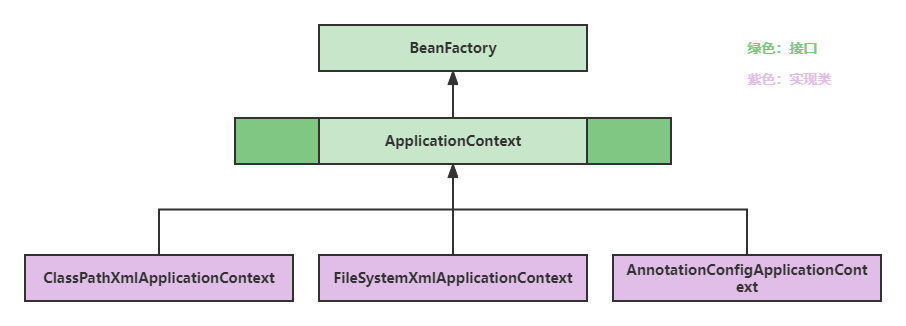 BeanFactory
绿色：接口
紫色：实现类
ApplicationContext
ClassPathXmlApplicationContext
FileSystemXmlApplicationContext
AnnotationConfigApplicationCont
ext